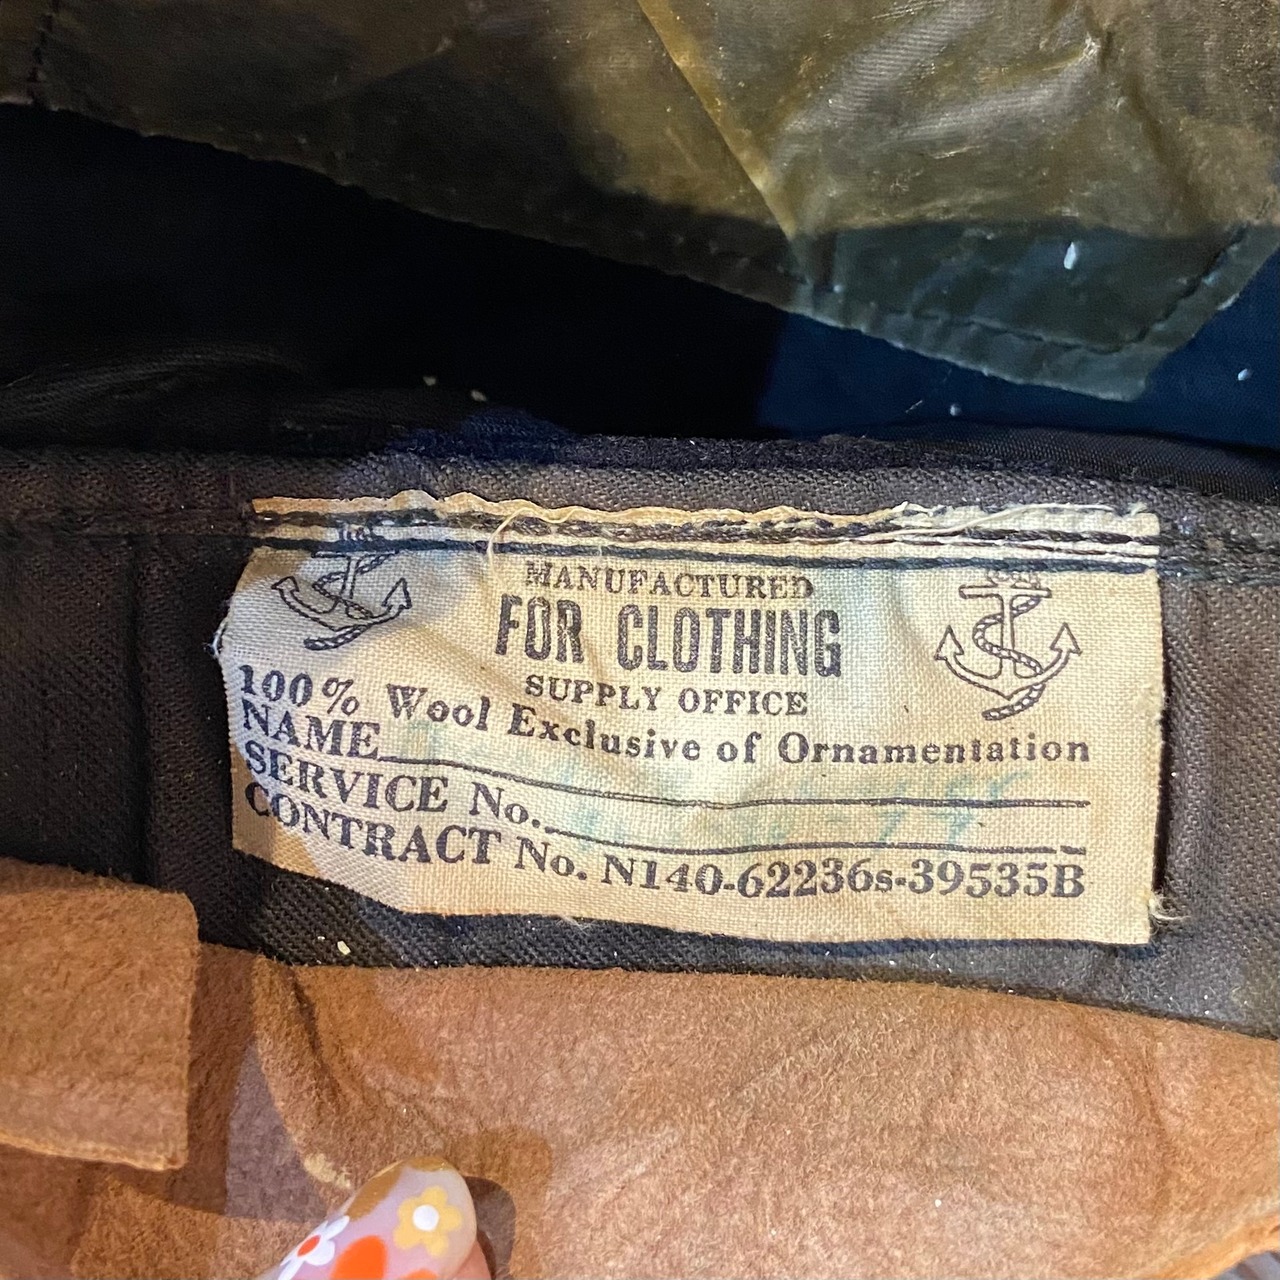 MANUFACTURED
FOR CLOTHING
SUPPLY OFFICE
100% Wool Exclusive of Ornamentation
NAME
SERVICE No.
CONTRACT No. N140-62236s-39535B